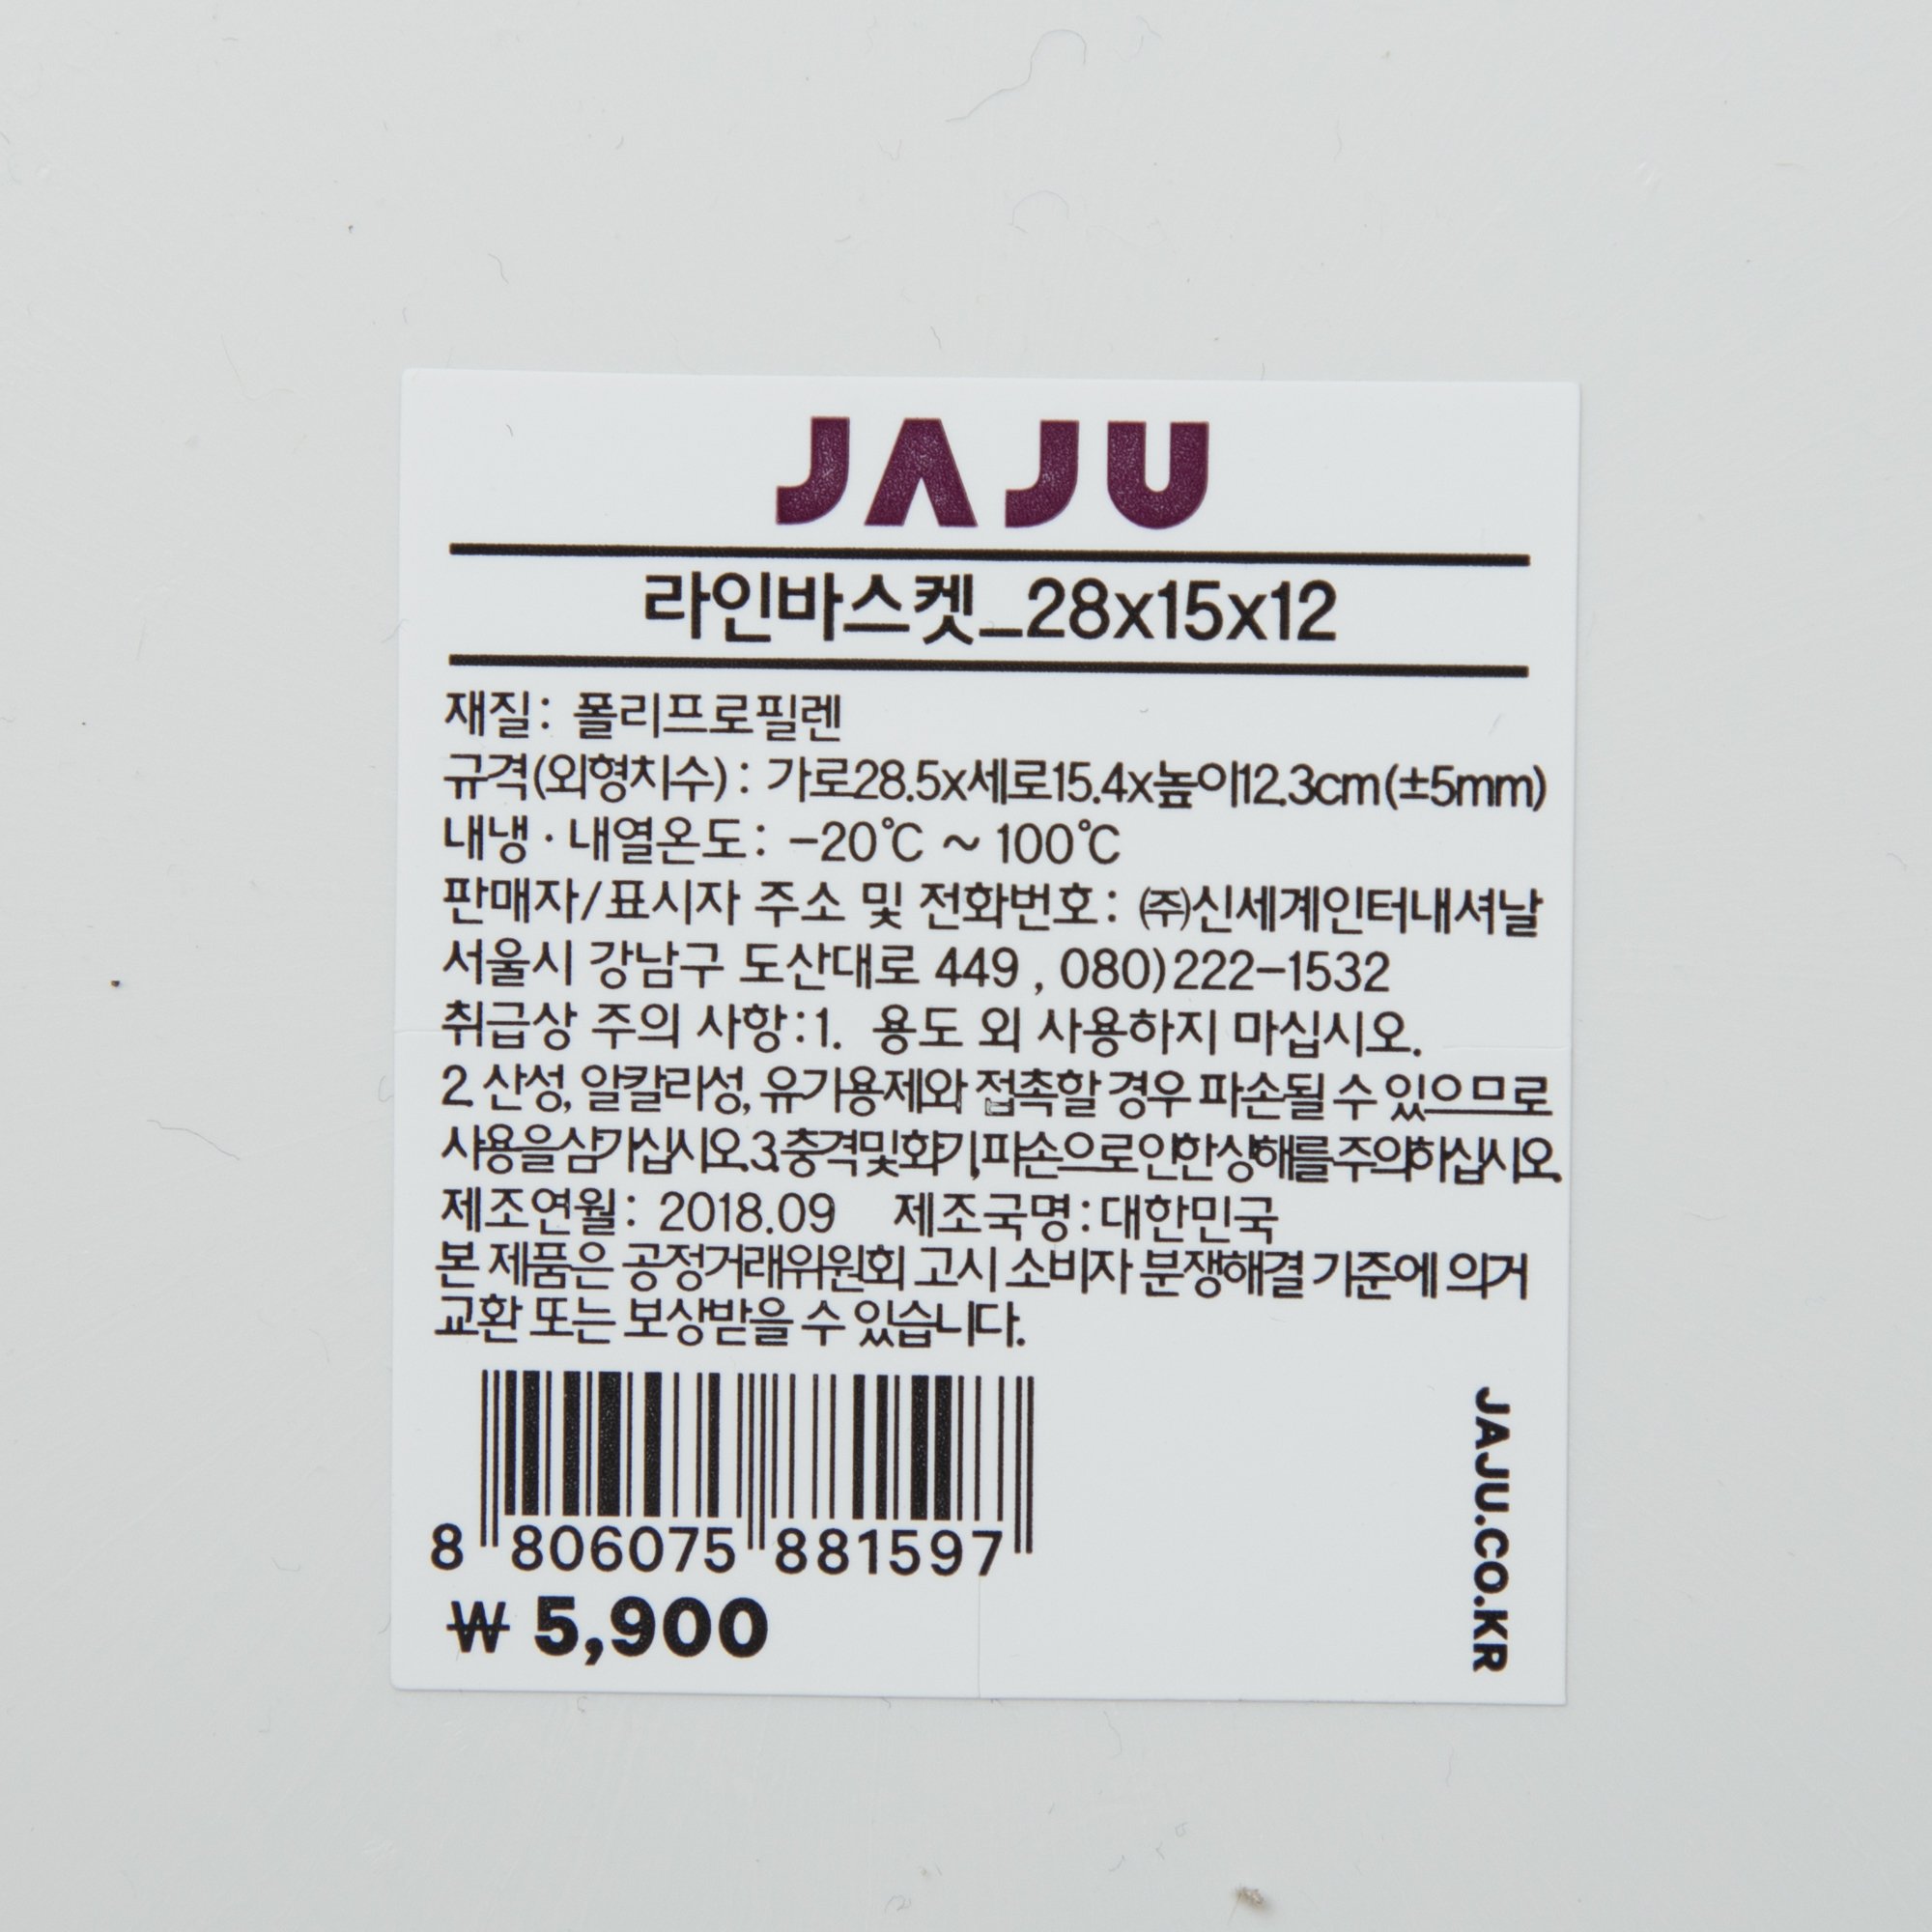 JAJU
라인바스켓_28x15x12
재질: 폴리프로필렌
규격(외형치수) : 가로28.5x세로15.4x높이12.3cm(±5mm)
내냉 · 내열온도: -20℃ ~ 100℃
판매자/표시자 주소 및 전화번호: ㈜신세계인터내셔날
서울시 강남구 도산대로 449 , 080)222-1532
취급상 주의 사항:1. 용도 외 사용하지 마십시오.
2. 산성, 알칼리성, 유기용제와 접촉할 경우 파손될 수 있으므로
사용을삼가십시오.3.충격및화기,파손으로인한상해를주의하십시오.
제조연월: 2018.09 제조국명:대한민국
본 제품은 공정거래위원회 고시 소비자 분쟁해결 기준에 의거
교환 또는 보상받을 수 있습니다.
8 806075 881597
₩ 5,900
JAJU.CO.KR